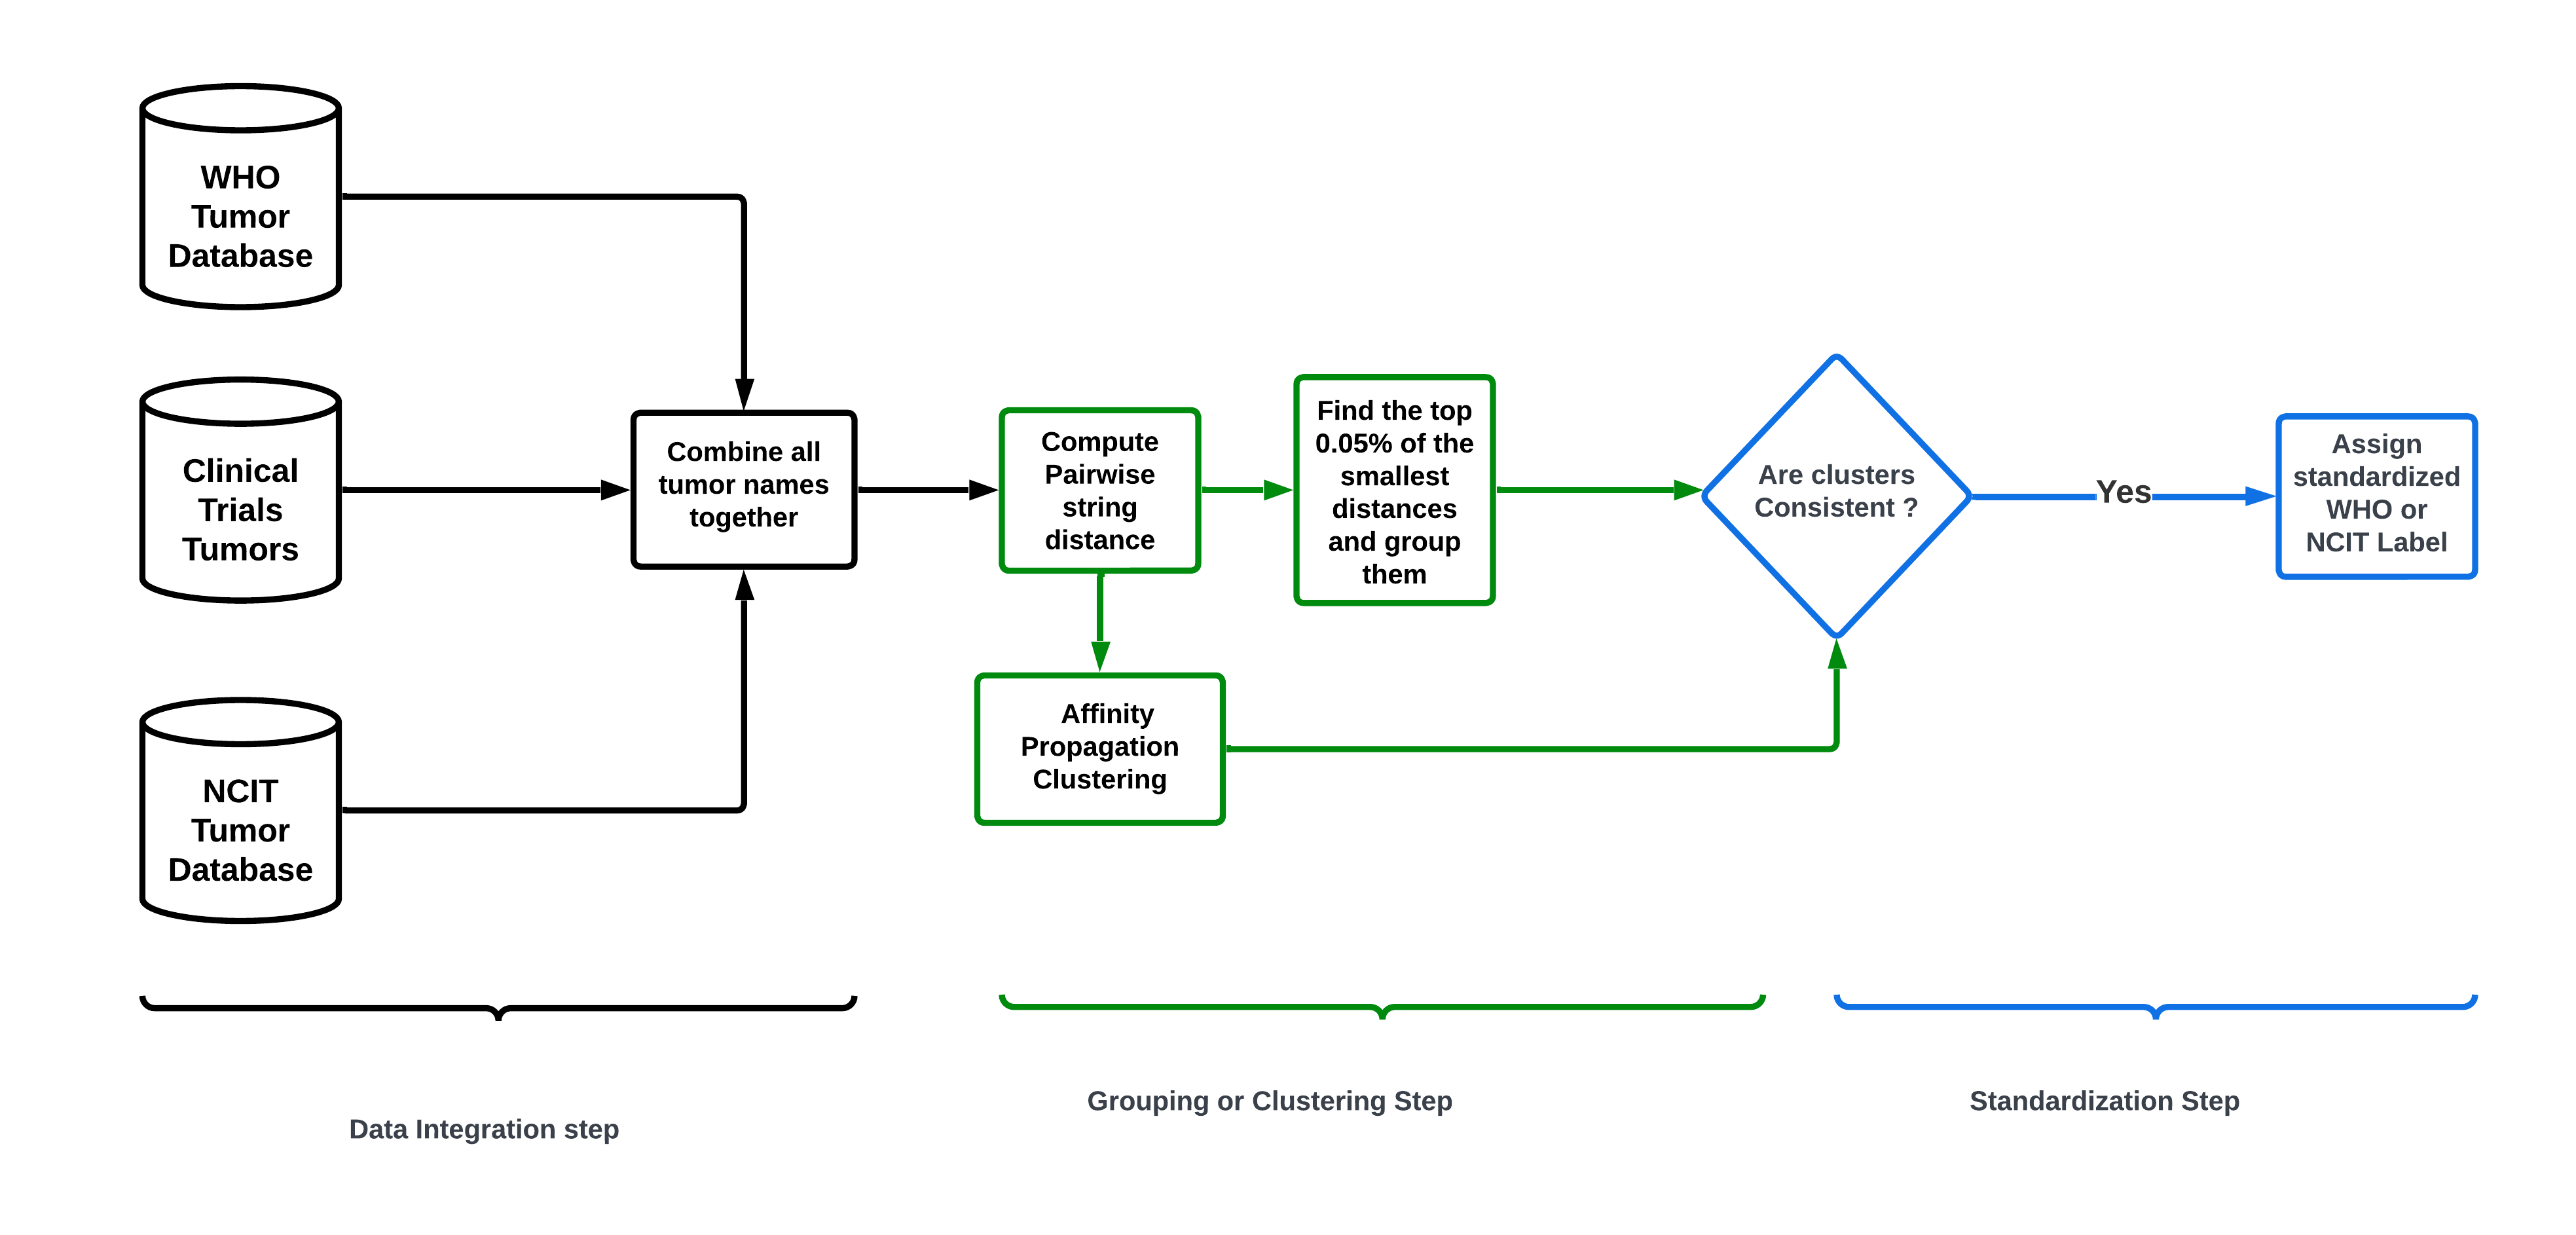 WHO
Tumor
Database
Clinical
Trials
Tumors
NCIT
Tumor
Database
Combine all
tumor names
together
Compute
Pairwise
string
distance
Find the top
0.05% of the
smallest
distances
and group
them
Affinity
Propagation
Clustering
Are clusters
Consistent ?
Yes
Assign
standardized
WHO or
NCIT Label
Data Integration step
Grouping or Clustering Step
Standardization Step